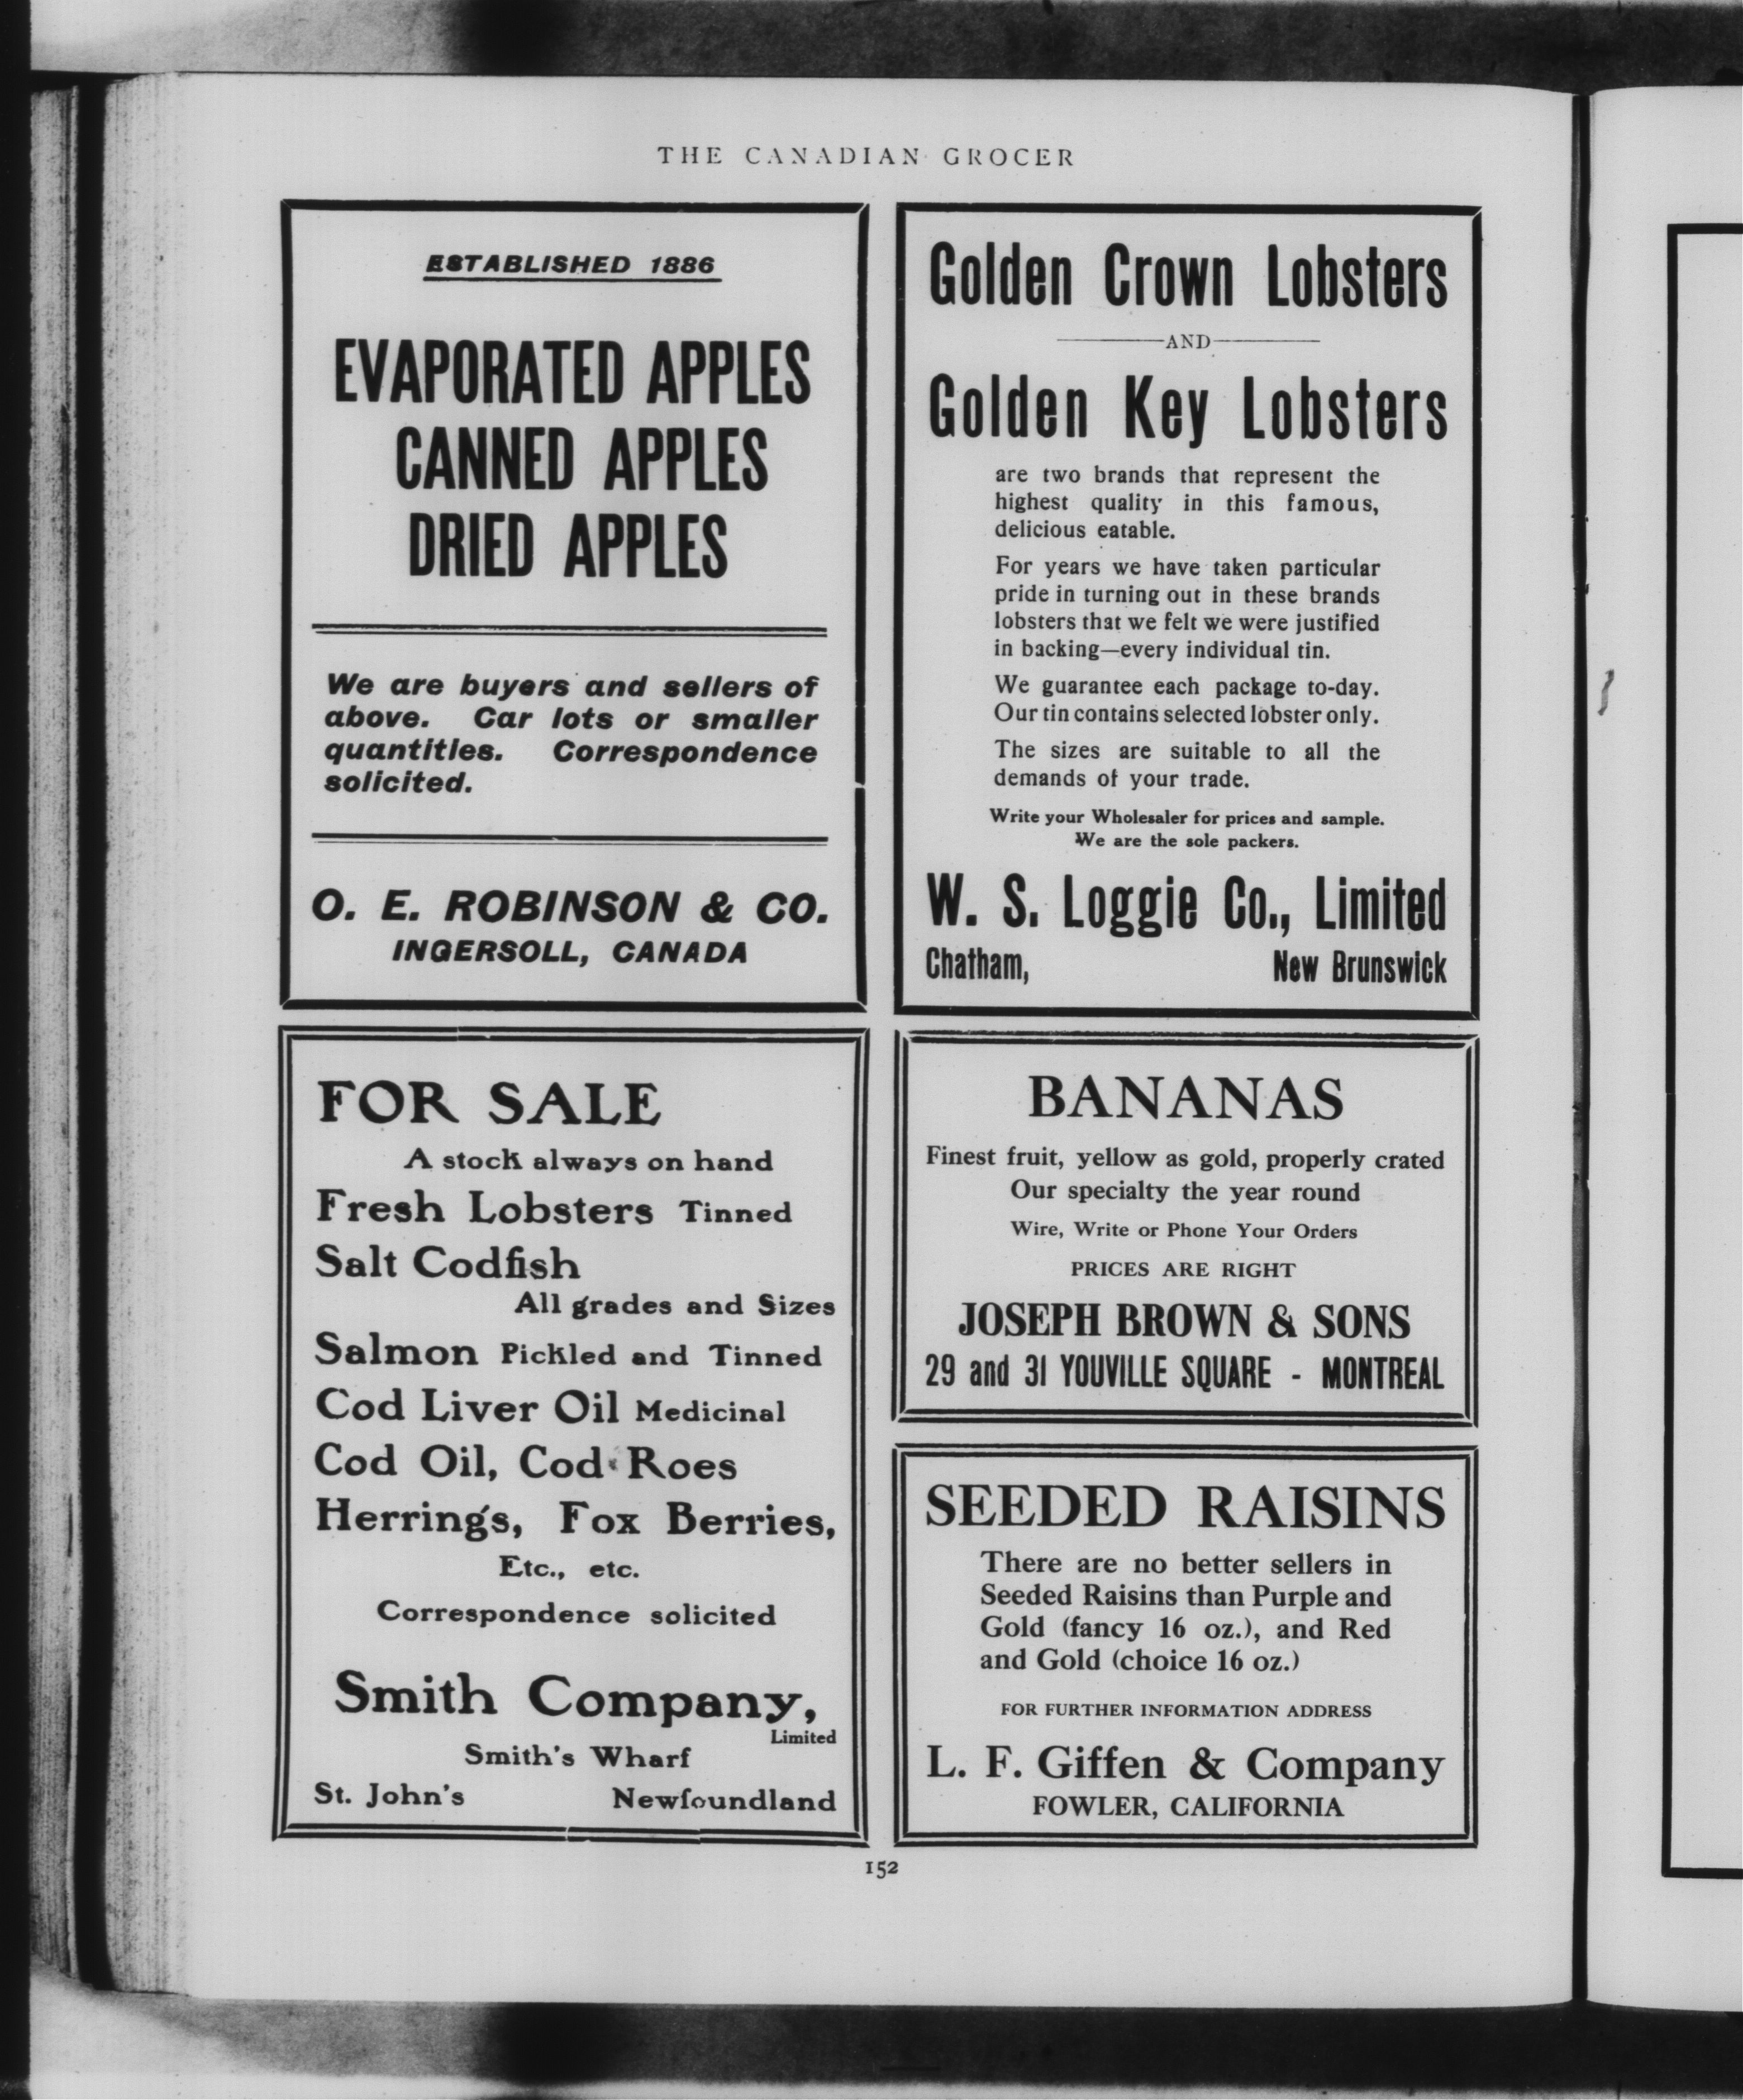 THE CANADIAN GROCER
ESTABLISHED 1886
EVAPORATED APPLES
CANNED APPLES
DRIED APPLES
We are buyers and sellers of
above. Car lots or smaller
quantities. Correspondence
solicited.
O. E. ROBINSON & CO.
INGERSOLL, CANADA
Golden Crown Lobsters
AND
Golden Key Lobsters
are two brands that represent the
highest quality in this famous,
delicious eatable.
For years we have taken particular
pride in turning out in these brands
lobsters that we felt we were justified
in backing—every individual tin.
We guarantee each package to-day.
Our tin contains selected lobster only.
The sizes are suitable to all the
demands of your trade.
Write your Wholesaler for prices and sample.
We are the sole packers.
W. S. Loggie Co., Limited
Chatham, New Brunswick
FOR SALE
A stock always on hand
Fresh Lobsters Tinned
Salt Codfish
All grades and Sizes
Salmon Pickled and Tinned
Cod Liver Oil Medicinal
Cod Oil, Cod Roes
Herrings, Fox Berries,
Etc., etc.
Correspondence solicited
Smith Company,
Limited
Smith's Wharf
St. John's Newfoundland
BANANAS
Finest fruit, yellow as gold, properly crated
Our specialty the year round
Wire, Write or Phone Your Orders
PRICES ARE RIGHT
JOSEPH BROWN & SONS
29 and 31 YOUVILLE SQUARE - MONTREAL
SEEDED RAISINS
There are no better sellers in
Seeded Raisins than Purple and
Gold (fancy 16 oz.), and Red
and Gold (choice 16 oz.)
FOR FURTHER INFORMATION ADDRESS
L. F. Giffen & Company
FOWLER, CALIFORNIA
152